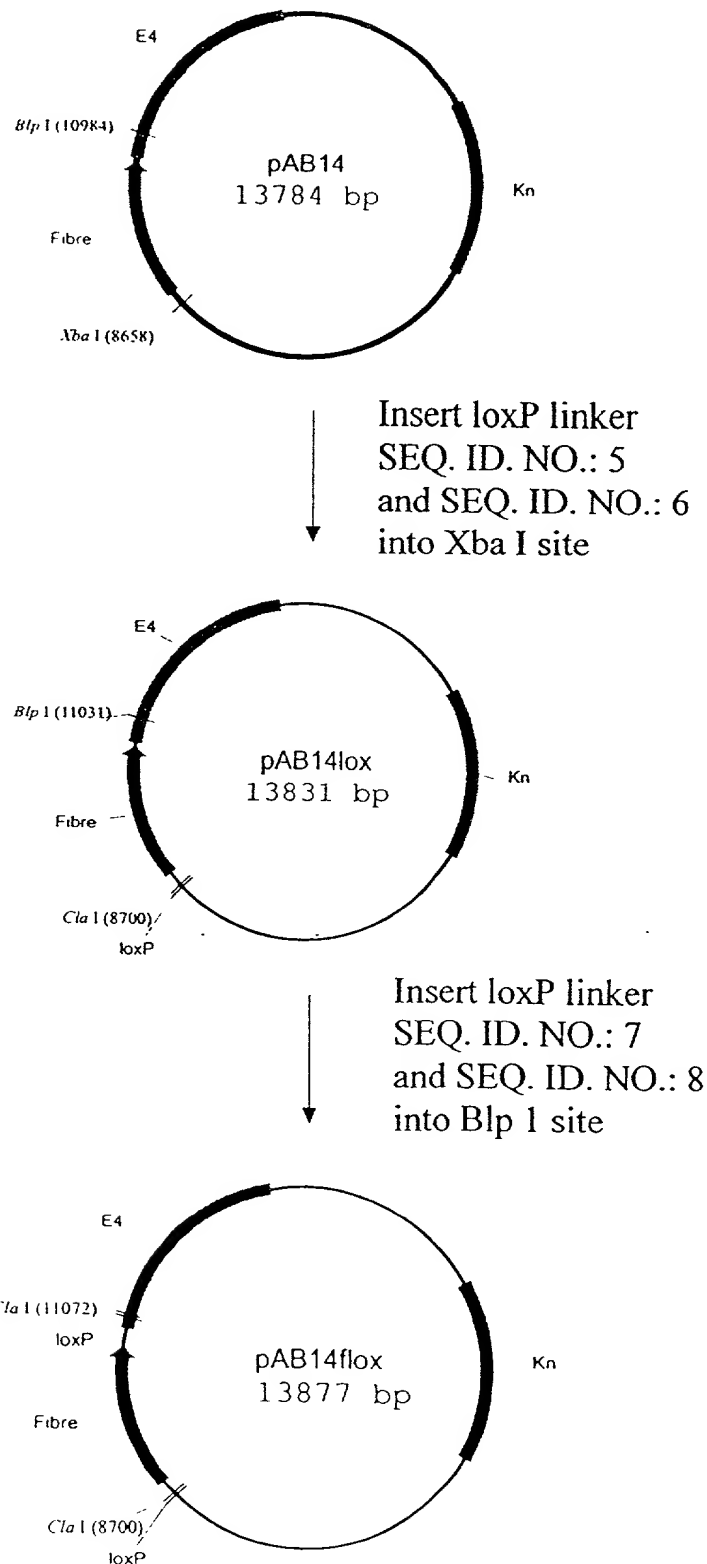 E4
Blp I (10984)
pAB14
13784 bp
Kn
Fibre
Xba I (8658)
Insert loxP linker
SEQ. ID. NO.: 5
and SEQ. ID. NO.: 6
into Xba I site
E4
Blp I (11031)
pAB14lox
13831 bp
Kn
Fibre
Cla I (8700)
loxP
Insert loxP linker
SEQ. ID. NO.: 7
and SEQ. ID. NO.: 8
into Blp 1 site
E4
Cla I (11072)
loxP
pAB14flox
13877 bp
Kn
Fibre
Cla I (8700)
loxP